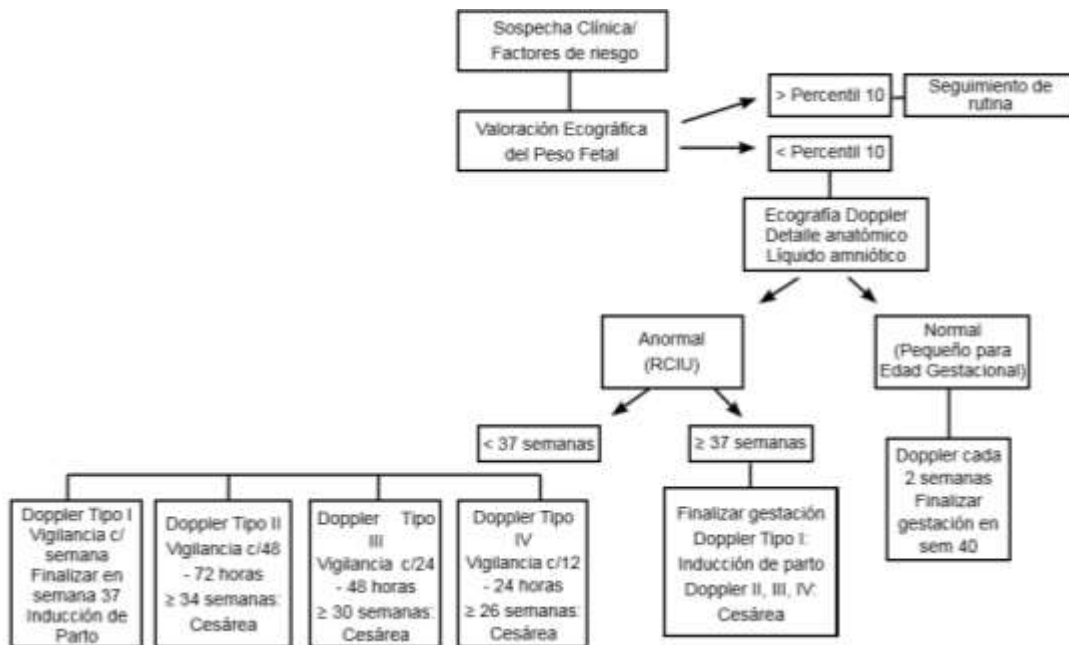 Sospecha Clínica/
Factores de riesgo
Valoración Ecográfica
del Peso Fetal
> Percentil 10
Seguimiento de
rutina
< Percentil 10
Ecografía Doppler
Detalle anatómico
Líquido amniótico
Anormal
(RCIU)
Normal
(Pequeño para
Edad Gestacional)
< 37 semanas
≥ 37 semanas
Doppler cada
2 semanas
Finalizar
gestación en
sem 40
Doppler Tipo I
Vigilancia c/
semana
Finalizar en
semana 37
Inducción de
Parto
Doppler Tipo II
Vigilancia c/48
- 72 horas
≥ 34 semanas:
Cesárea
Doppler Tipo
III
Vigilancia c/24
- 48 horas
≥ 30 semanas:
Cesárea
Doppler Tipo
IV
Vigilancia c/12
- 24 horas
≥ 26 semanas:
Cesárea
Finalizar gestación
Doppler Tipo I:
Inducción de parto
Doppler II, III, IV:
Cesárea